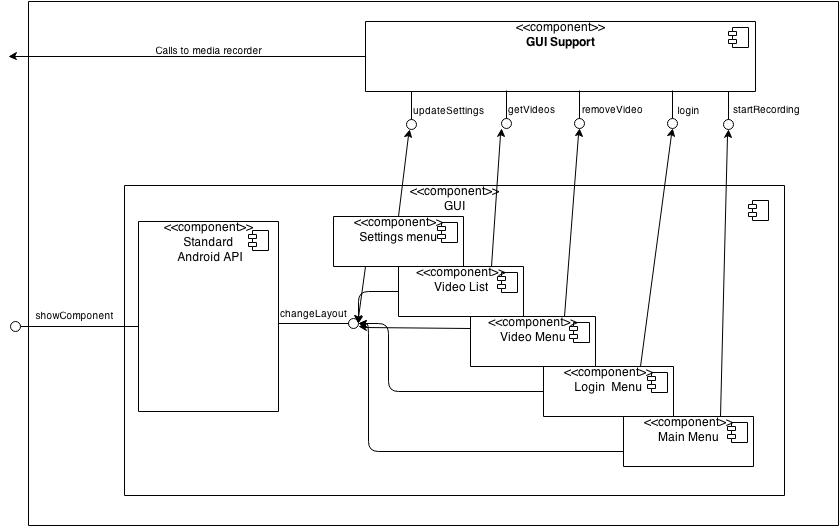 <<component>>
GUI Support
Calls to media recorder
updateSettings
getVideos
removeVideo
login
startRecording
<<component>>
GUI
<<component>>
Standard
Android API
<<component>>
Settings menu
<<component>>
Video List
showComponent
changeLayout
<<component>>
Video Menu
<<component>>
Login Menu
<<component>>
Main Menu